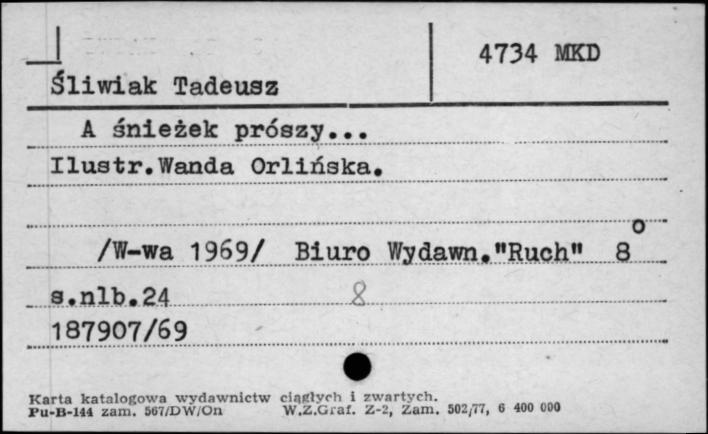 4734 MKD
Śliwiak Tadeusz
A śnieżek prószy...
Ilustr.Wanda Orlińska.
/W-wa 1969/ Biuro Wydawn."Ruch" 8o
s.nlb.24 8
187907/69
Karta katalogowa wydawnictw ciągłych i zwartych.
Pu-B-144 zam. 567/DW/On W.Z.Graf. Z-2, Zam. 502/77, 6 400 000